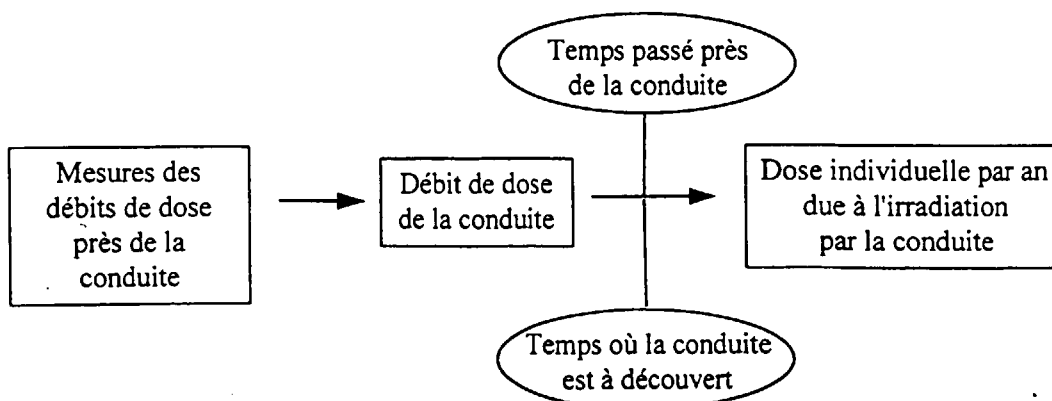 Temps passé près
de la conduite
Mesures des
débits de dose
près de la
conduite
Débit de dose
de la conduite
Dose individuelle par an
due à l'irradiation
par la conduite
Temps où la conduite
est à découvert